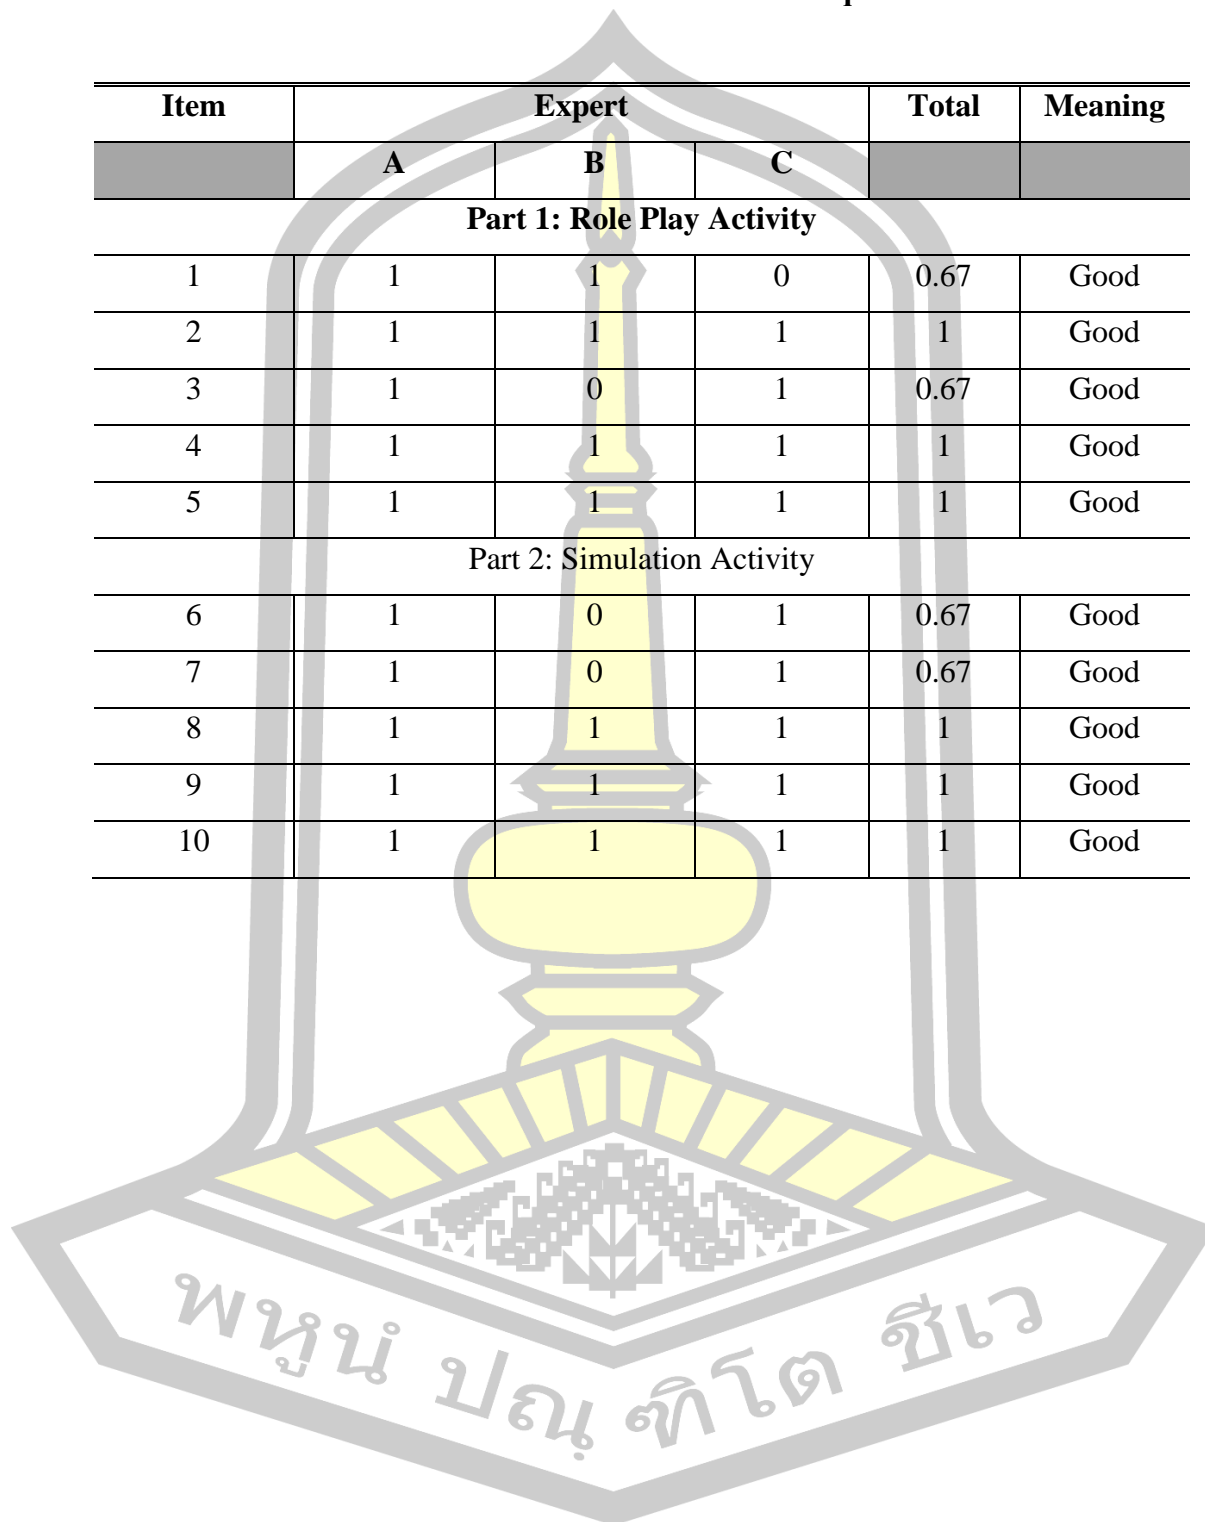 Item Expert Total Meaning
A B C
Part 1: Role Play Activity
1 1 1 0 0.67 Good
2 1 1 1 1 Good
3 1 0 1 0.67 Good
4 1 1 1 1 Good
5 1 1 1 1 Good
Part 2: Simulation Activity
6 1 0 1 0.67 Good
7 1 0 1 0.67 Good
8 1 1 1 1 Good
9 1 1 1 1 Good
10 1 1 1 1 Good
พหูนํ ปณฺฑิโต ชีเว